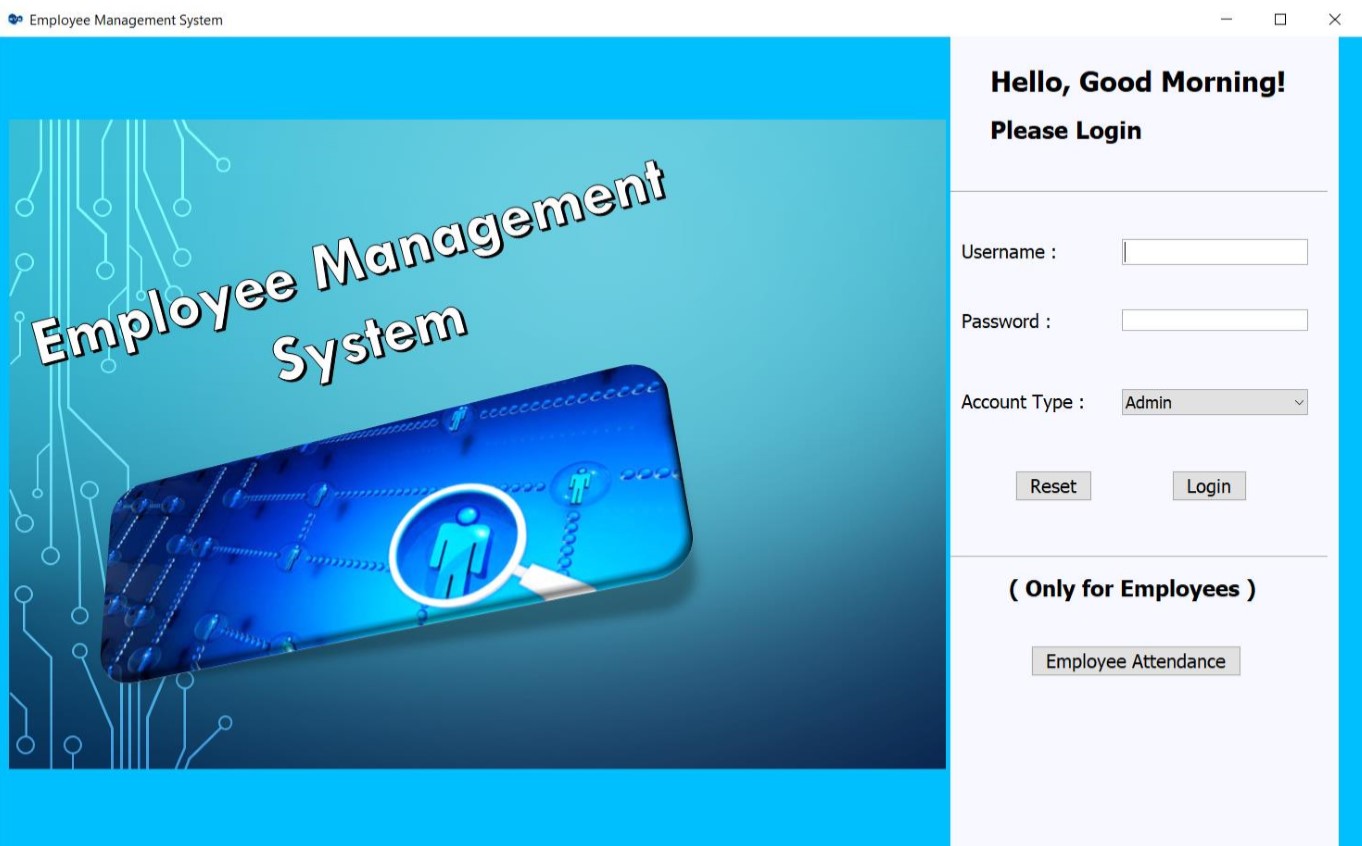 Employee Management System
Employee Management
System
Hello, Good Morning!
Please Login
Username :
Password :
Account Type :
Admin
Reset
Login
( Only for Employees )
Employee Attendance